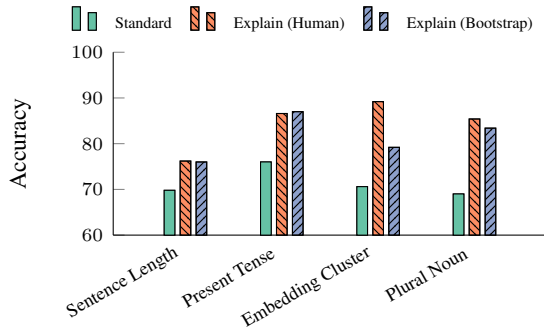 Standard Explain (Human) Explain (Bootstrap)
100
90
80
70
60
Accuracy
Sentence Length
Present Tense
Embedding Cluster
Plural Noun